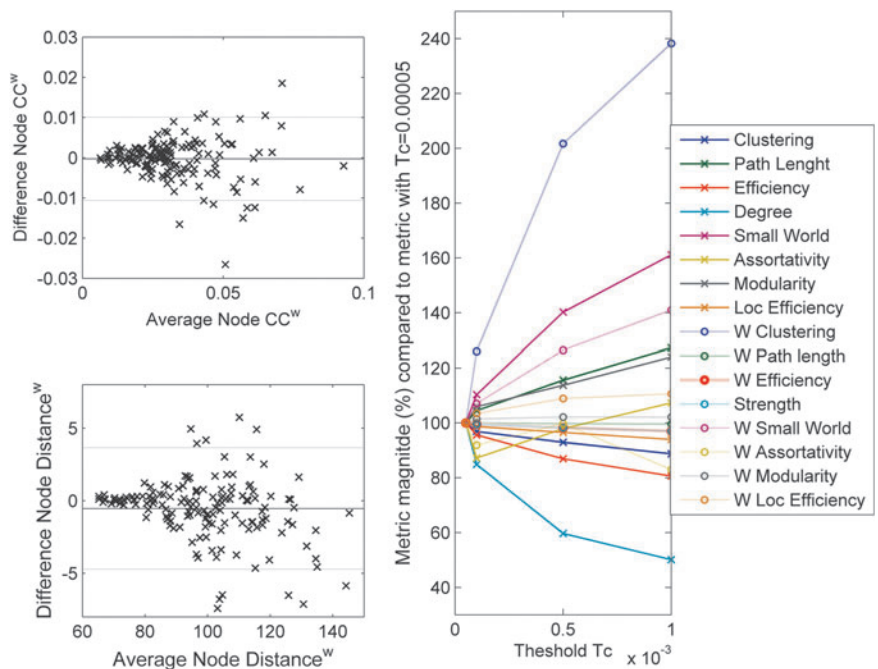 0.03
0.02
0.01
0
-0.01
-0.02
-0.03
Difference Node CC^w
0
0.05
0.1
Average Node CC^w
5
0
-5
Difference Node Distance^w
60
80
100
120
140
Average Node Distance^w
240
220
200
180
160
140
120
100
80
60
40
Metric magnitde (%) compared to metric with Tc=0.00005
0
0.5
1
Theshold Tc
x 10^-3
Clustering
Path Lenght
Efficiency
Degree
Small World
Assortativity
Modularity
Loc Efficiency
W Clustering
W Path length
W Efficiency
Strength
W Small World
W Assortativity
W Modularity
W Loc Efficiency